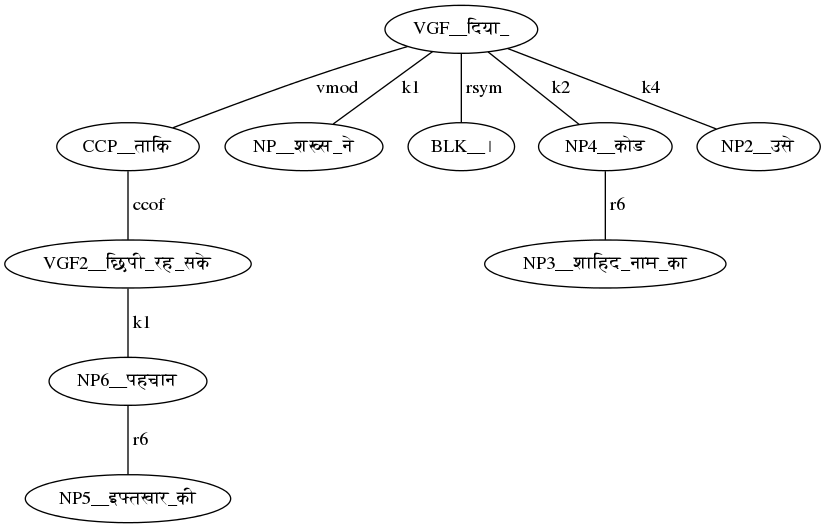 VGF__दिया_
vmod k1 rsym k2 k4
CCP__ताकि NP__शख्स_ने BLK__। NP4__कोड NP2__उसे
ccof r6
VGF2__छिपी_रह_सके NP3__शाहिद_नाम_का
k1
NP6__पहचान
r6
NP5__इफ्तखार_की